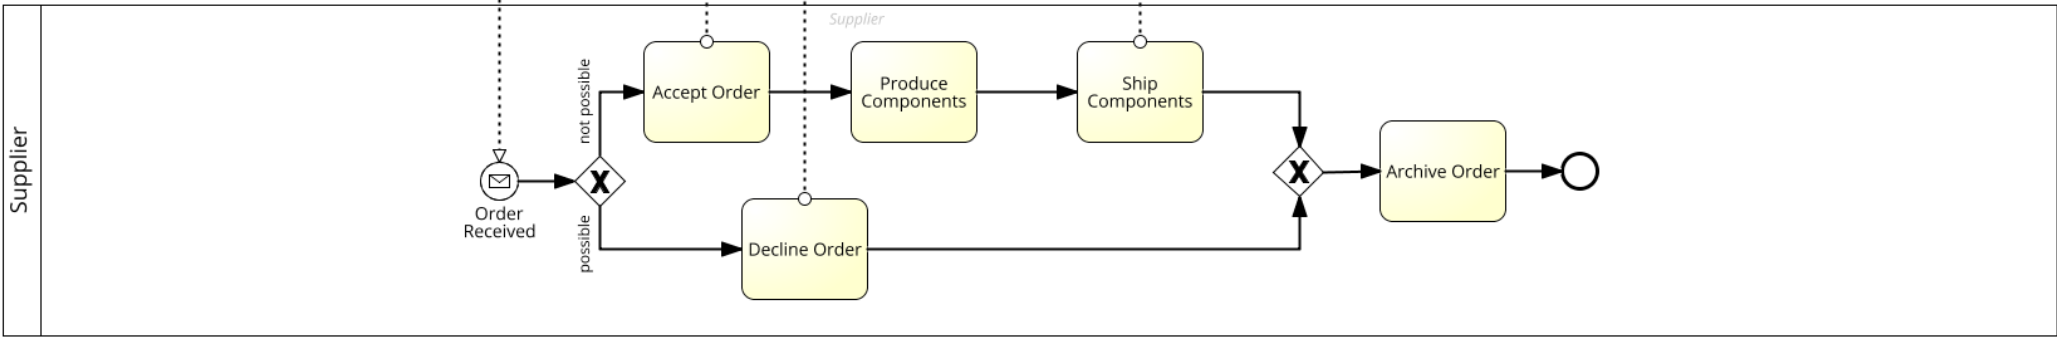 Supplier
Supplier
not possible
Accept Order
Produce
Components
Ship
Components
Order
Received
possible
Decline Order
Archive Order